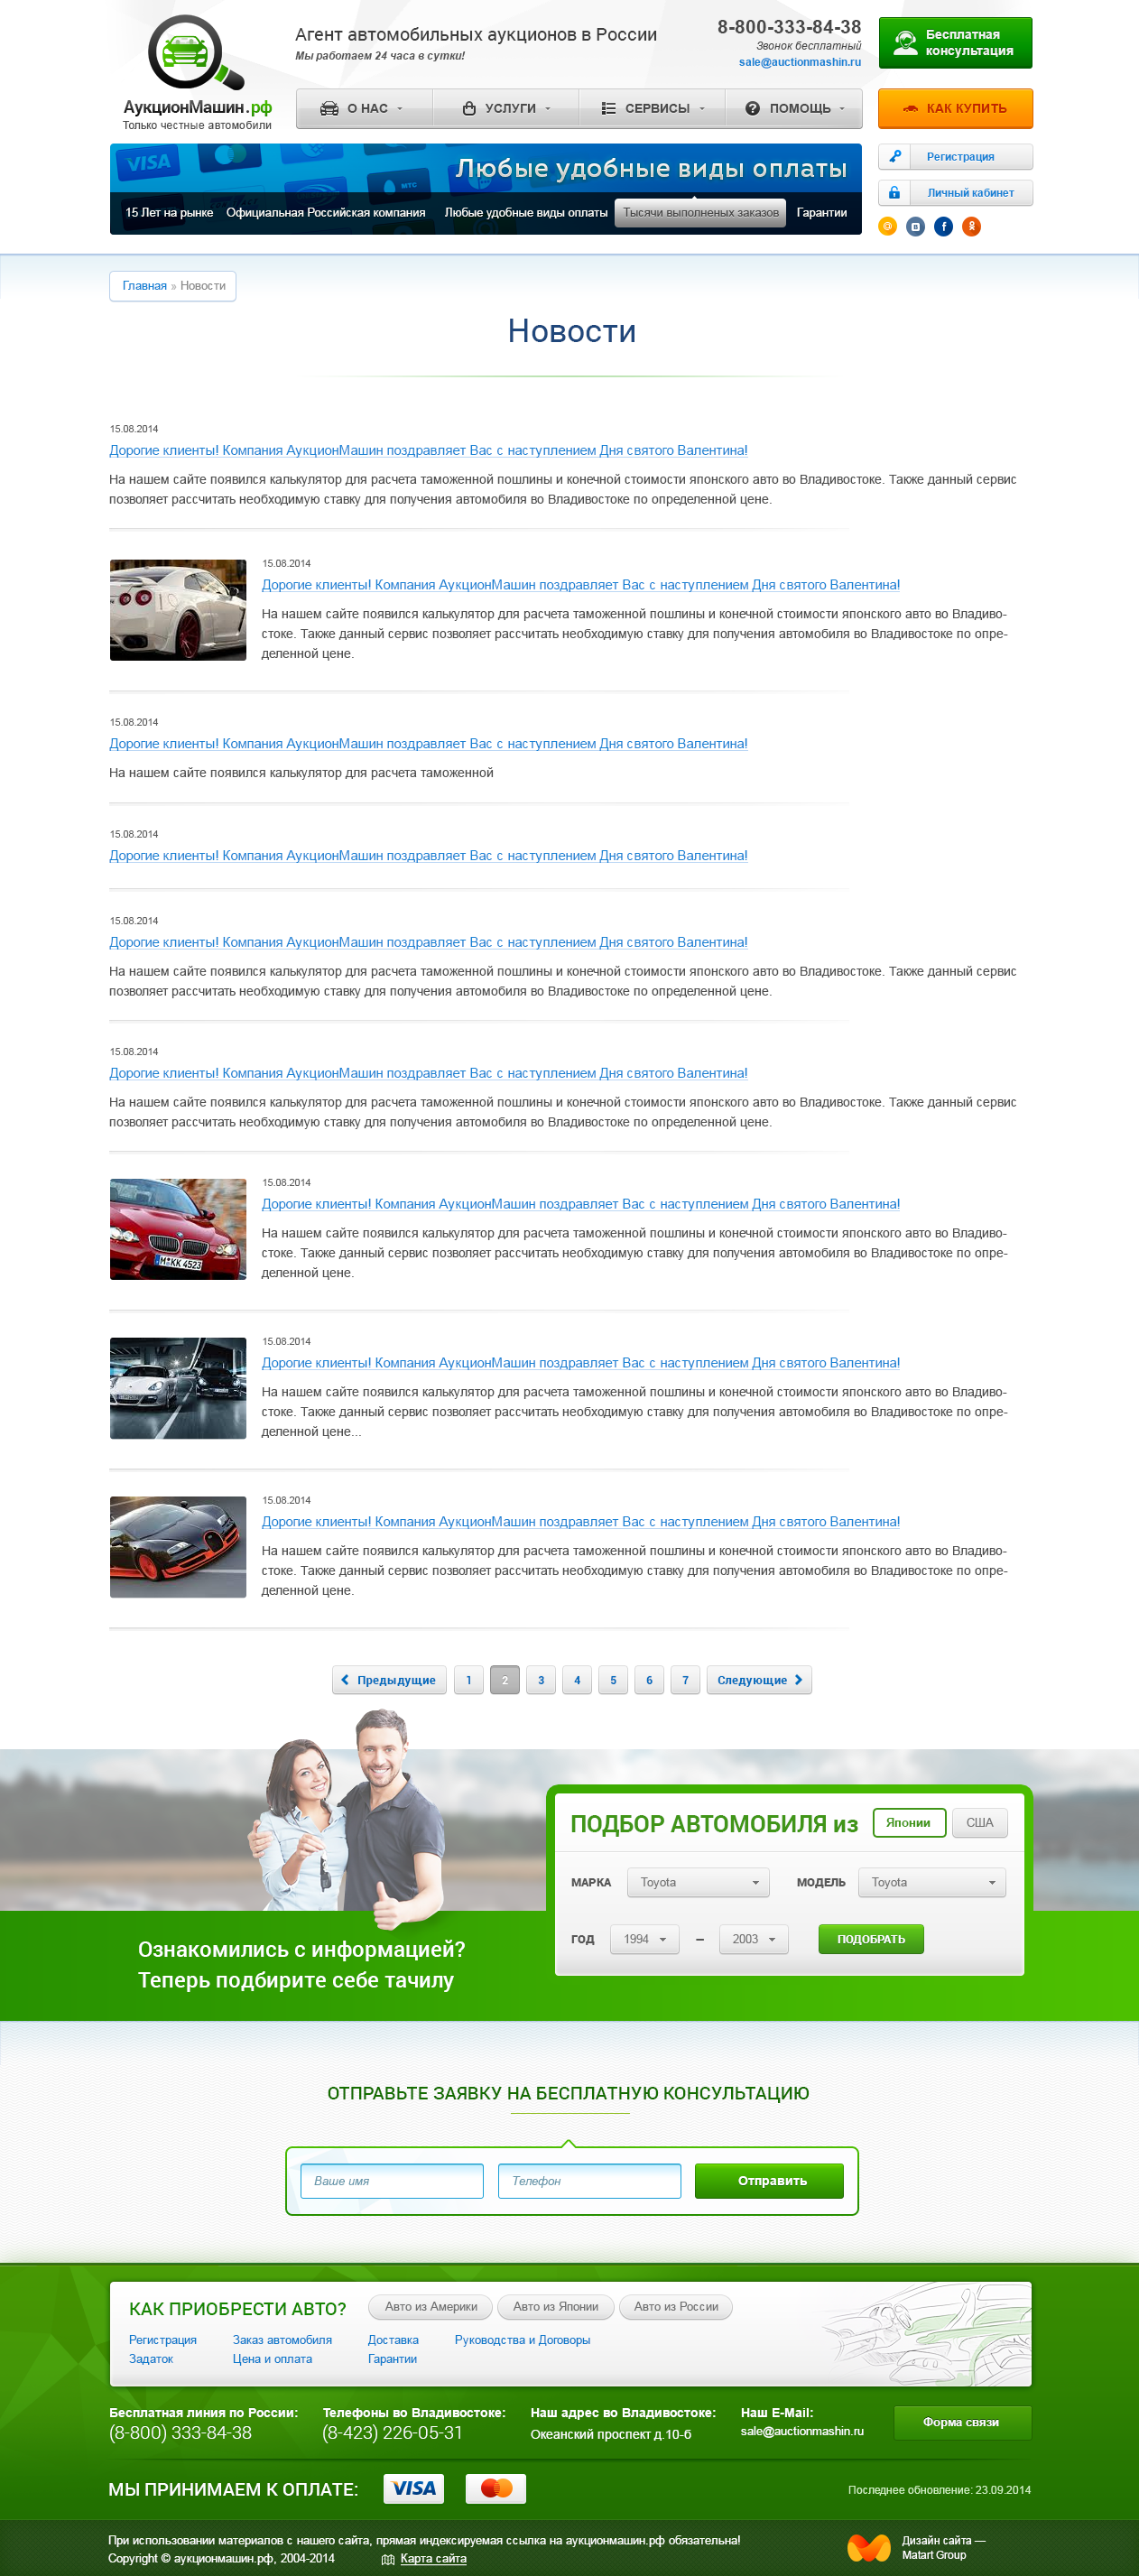 Агент автомобильных аукционов в России
Мы работаем 24 часа в сутки!
8-800-333-84-38
Звонок бесплатный
sale@auctionmashin.ru
Бесплатная
консультация
АукционМашин.рф
Только честные автомобили
О НАС
УСЛУГИ
СЕРВИСЫ
ПОМОЩЬ
КАК КУПИТЬ
VISA
мтс
Любые удобные виды оплаты
15 Лет на рынке
Официальная Российская компания
Любые удобные виды оплаты
Тысячи выполненых заказов
Гарантии
Регистрация
Личный кабинет
Главная » Новости
Новости
15.08.2014
Дорогие клиенты! Компания АукционМашин поздравляет Вас с наступлением Дня святого Валентина!
На нашем сайте появился калькулятор для расчета таможенной пошлины и конечной стоимости японского авто во Владивостоке. Также данный сервис
позволяет рассчитать необходимую ставку для получения автомобиля во Владивостоке по определенной цене.
15.08.2014
Дорогие клиенты! Компания АукционМашин поздравляет Вас с наступлением Дня святого Валентина!
На нашем сайте появился калькулятор для расчета таможенной пошлины и конечной стоимости японского авто во Владиво-
стоке. Также данный сервис позволяет рассчитать необходимую ставку для получения автомобиля во Владивостоке по опре-
деленной цене.
15.08.2014
Дорогие клиенты! Компания АукционМашин поздравляет Вас с наступлением Дня святого Валентина!
На нашем сайте появился калькулятор для расчета таможенной
15.08.2014
Дорогие клиенты! Компания АукционМашин поздравляет Вас с наступлением Дня святого Валентина!
15.08.2014
Дорогие клиенты! Компания АукционМашин поздравляет Вас с наступлением Дня святого Валентина!
На нашем сайте появился калькулятор для расчета таможенной пошлины и конечной стоимости японского авто во Владивостоке. Также данный сервис
позволяет рассчитать необходимую ставку для получения автомобиля во Владивостоке по определенной цене.
15.08.2014
Дорогие клиенты! Компания АукционМашин поздравляет Вас с наступлением Дня святого Валентина!
На нашем сайте появился калькулятор для расчета таможенной пошлины и конечной стоимости японского авто во Владивостоке. Также данный сервис
позволяет рассчитать необходимую ставку для получения автомобиля во Владивостоке по определенной цене.
15.08.2014
Дорогие клиенты! Компания АукционМашин поздравляет Вас с наступлением Дня святого Валентина!
На нашем сайте появился калькулятор для расчета таможенной пошлины и конечной стоимости японского авто во Владиво-
стоке. Также данный сервис позволяет рассчитать необходимую ставку для получения автомобиля во Владивостоке по опре-
деленной цене.
M KK 4523
15.08.2014
Дорогие клиенты! Компания АукционМашин поздравляет Вас с наступлением Дня святого Валентина!
На нашем сайте появился калькулятор для расчета таможенной пошлины и конечной стоимости японского авто во Владиво-
стоке. Также данный сервис позволяет рассчитать необходимую ставку для получения автомобиля во Владивостоке по опре-
деленной цене...
15.08.2014
Дорогие клиенты! Компания АукционМашин поздравляет Вас с наступлением Дня святого Валентина!
На нашем сайте появился калькулятор для расчета таможенной пошлины и конечной стоимости японского авто во Владиво-
стоке. Также данный сервис позволяет рассчитать необходимую ставку для получения автомобиля во Владивостоке по опре-
деленной цене.
Предыдущие 1 2 3 4 5 6 7 Следующие
ПОДБОР АВТОМОБИЛЯ из Японии США
МАРКА Toyota МОДЕЛЬ Toyota
ГОД 1994 – 2003 ПОДОБРАТЬ
Ознакомились с информацией?
Теперь подбирите себе тачилу
ОТПРАВЬТЕ ЗАЯВКУ НА БЕСПЛАТНУЮ КОНСУЛЬТАЦИЮ
Ваше имя Телефон Отправить
КАК ПРИОБРЕСТИ АВТО? Авто из Америки Авто из Японии Авто из России
Регистрация Заказ автомобиля Доставка Руководства и Договоры
Задаток Цена и оплата Гарантии
Бесплатная линия по России: Телефоны во Владивостоке: Наш адрес во Владивостоке: Наш E-Mail:
(8-800) 333-84-38 (8-423) 226-05-31 Океанский проспект д.10-б sale@auctionmashin.ru
Форма связи
МЫ ПРИНИМАЕМ К ОПЛАТЕ: VISA
Последнее обновление: 23.09.2014
При использовании материалов с нашего сайта, прямая индексируемая ссылка на аукционмашин.рф обязательна!
Copyright © аукционмашин.рф, 2004-2014 Карта сайта
Дизайн сайта —
Matart Group